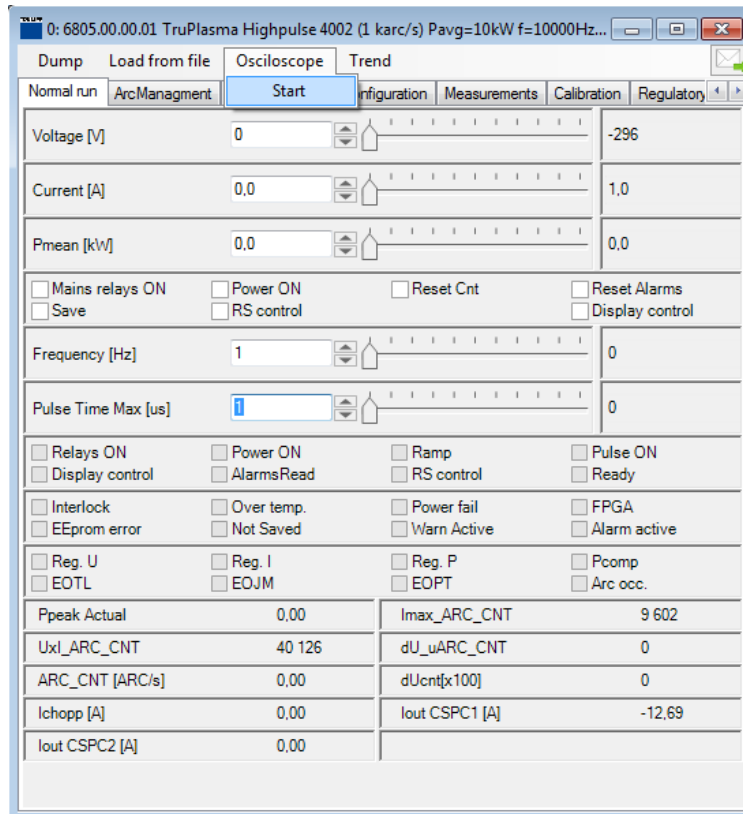 0: 6805.00.00.01 TruPlasma Highpulse 4002 (1 karc/s) Pavg=10kW f=10000Hz...
Dump Load from file Osciloscope Trend
Start
Normal run ArcManagment nfiguration Measurements Calibration Regulatory
Voltage [V] 0 -296
Current [A] 0,0 1,0
Pmean [kW] 0,0 0,0
Mains relays ON Power ON Reset Cnt Reset Alarms
Save RS control Display control
Frequency [Hz] 1 0
Pulse Time Max [us] 1 0
Relays ON Power ON Ramp Pulse ON
Display control AlarmsRead RS control Ready
Interlock Over temp. Power fail FPGA
EEprom error Not Saved Warn Active Alarm active
Reg. U Reg. I Reg. P Pcomp
EOTL EOJM EOPT Arc occ.
Ppeak Actual 0,00 Imax_ARC_CNT 9 602
UxI_ARC_CNT 40 126 dU_uARC_CNT 0
ARC_CNT [ARC/s] 0,00 dUcnt[x100] 0
Ichopp [A] 0,00 Iout CSPC1 [A] -12,69
Iout CSPC2 [A] 0,00